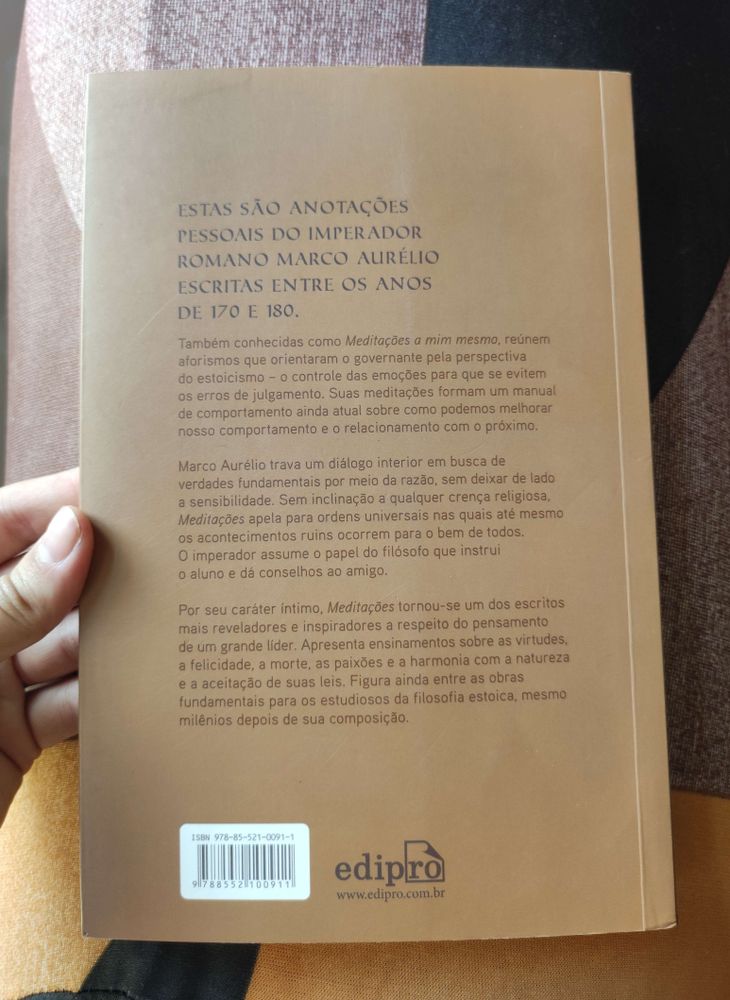 ESTAS SÃO ANOTAÇÕES
PESSOAIS DO IMPERADOR
ROMANO MARCO AURÉLIO
ESCRITAS ENTRE OS ANOS
DE 170 E 180.
Também conhecidas como Meditações a mim mesmo, reúnem
aforismos que orientaram o governante pela perspectiva
do estoicismo – o controle das emoções para que se evitem
os erros de julgamento. Suas meditações formam um manual
de comportamento ainda atual sobre como podemos melhorar
nosso comportamento e o relacionamento com o próximo.
Marco Aurélio trava um diálogo interior em busca de
verdades fundamentais por meio da razão, sem deixar de lado
a sensibilidade. Sem inclinação a qualquer crença religiosa,
Meditações apela para ordens universais nas quais até mesmo
os acontecimentos ruins ocorrem para o bem de todos.
O imperador assume o papel do filósofo que instrui
o aluno e dá conselhos ao amigo.
Por seu caráter íntimo, Meditações tornou-se um dos escritos
mais reveladores e inspiradores a respeito do pensamento
de um grande líder. Apresenta ensinamentos sobre as virtudes,
a felicidade, a morte, as paixões e a harmonia com a natureza
e a aceitação de suas leis. Figura ainda entre as obras
fundamentais para os estudiosos da filosofia estoica, mesmo
milênios depois de sua composição.
ISBN 978-85-521-0091-1
9 788552 100911
edipro
www.edipro.com.br